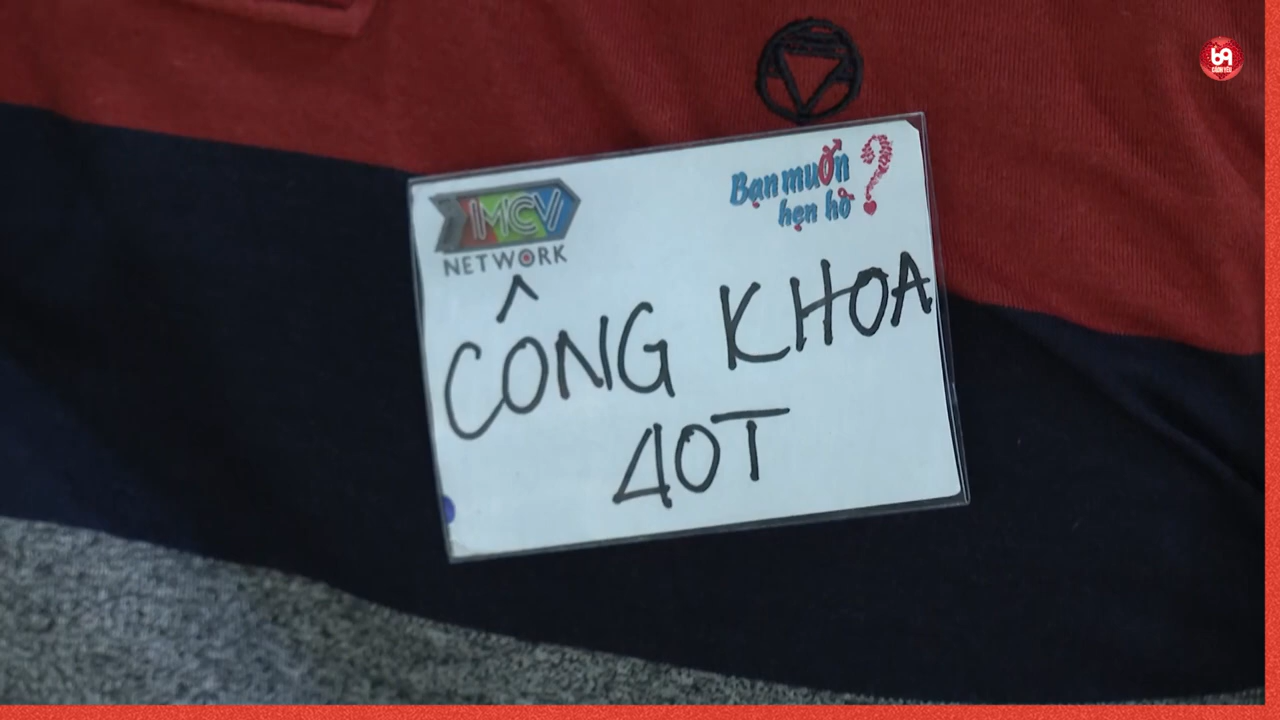 MCV
NETWORK
Bạn muốn
hẹn hò?
CÔNG KHOA
40T